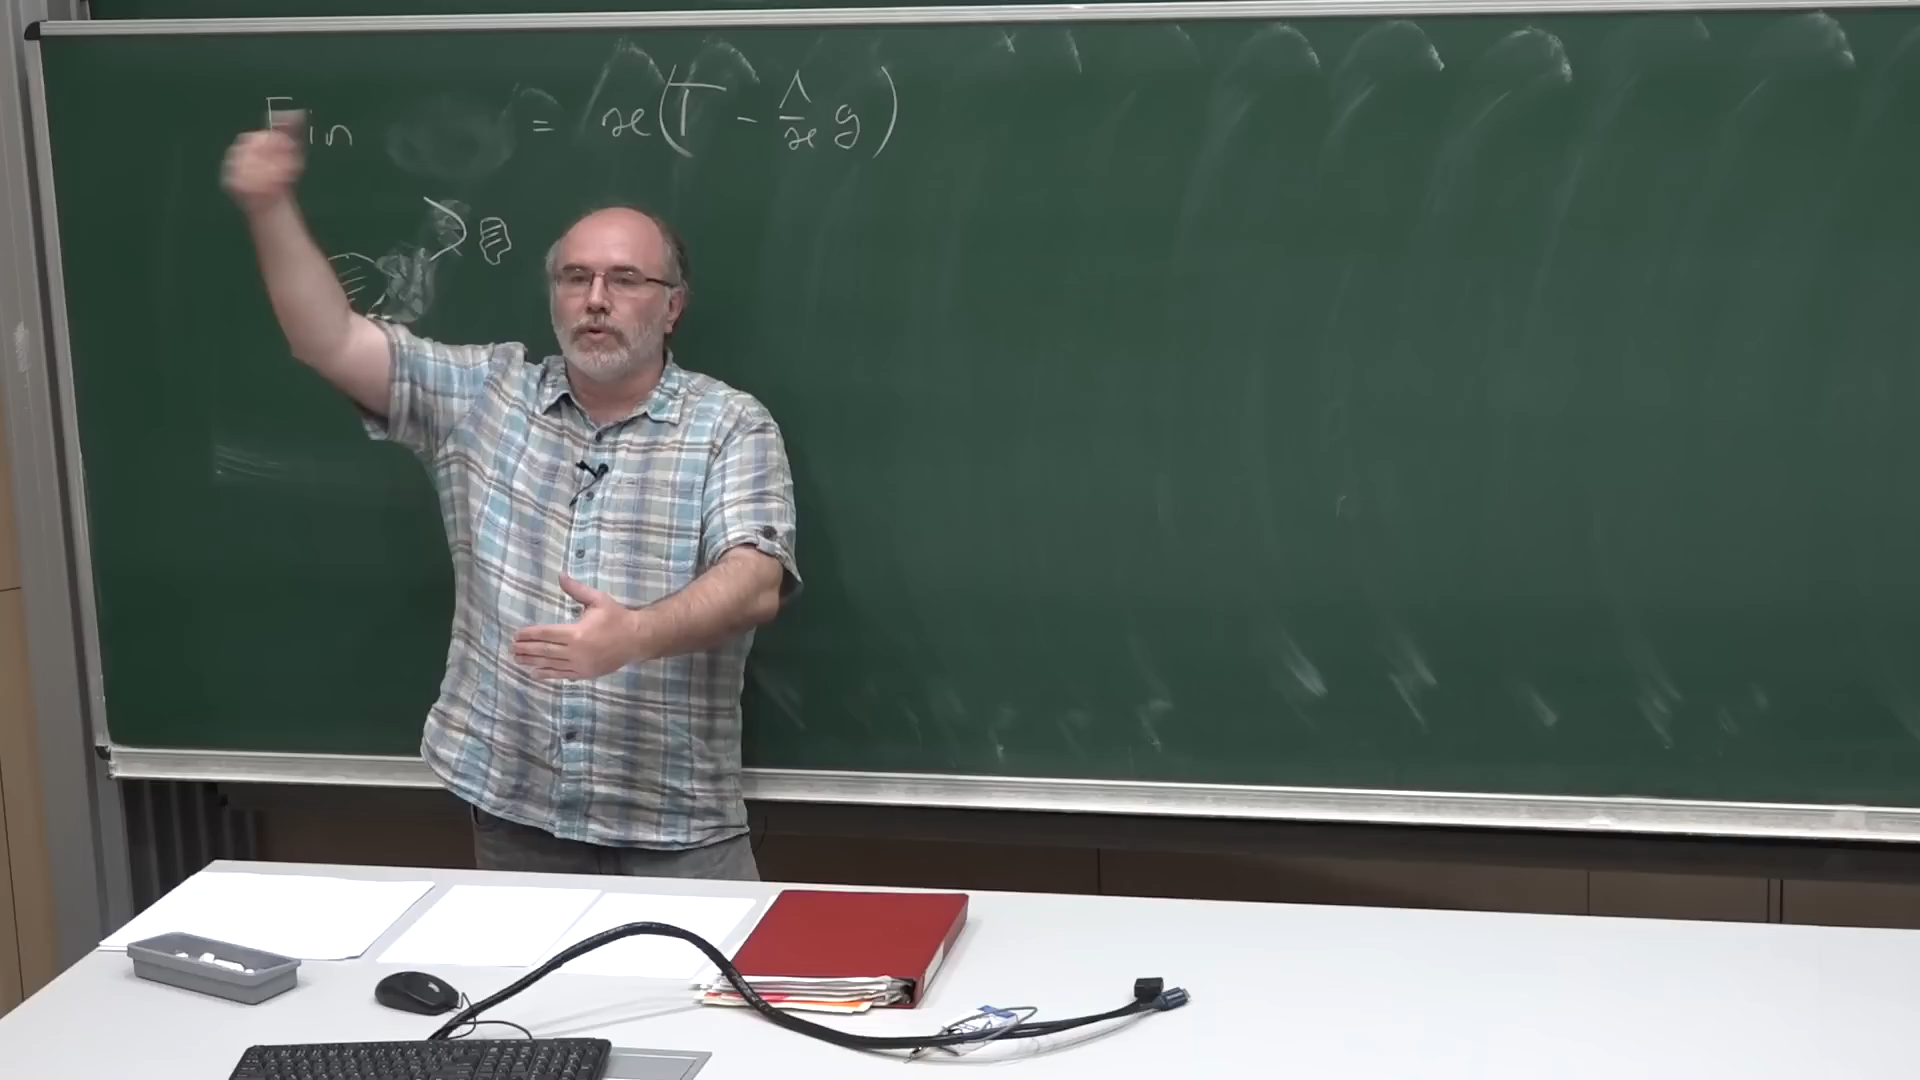 Ein = ϰ(T - Λ/ϰ g)